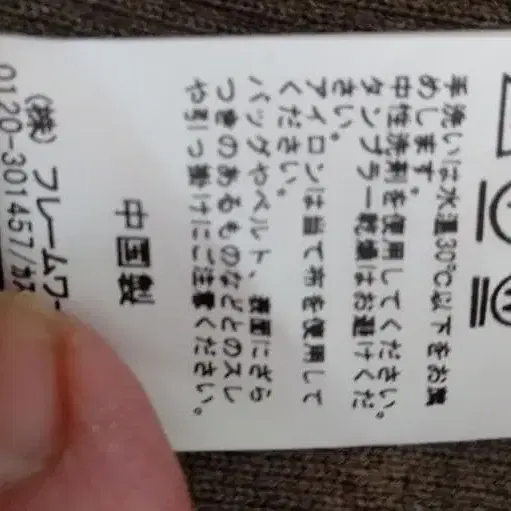 手洗いは水温30℃以下をお奨
めします。
中性洗剤を使用してください。
タンブラー乾燥はお避けくだ
さい。
アイロンは当て布を使用して
ください。
バッグやベルト、表面にざら
つきのあるものなどとのスレ
や引っ掛けにご注意ください。
中国製
(株) フレームワー
0120-301457/ｶｽ